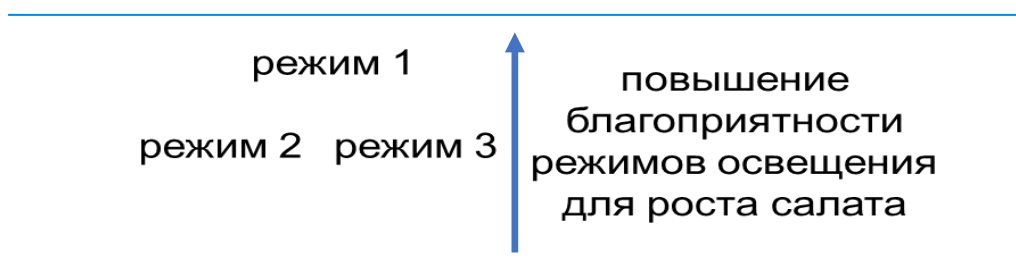 режим 1
режим 2 режим 3
повышение
благоприятности
режимов освещения
для роста салата